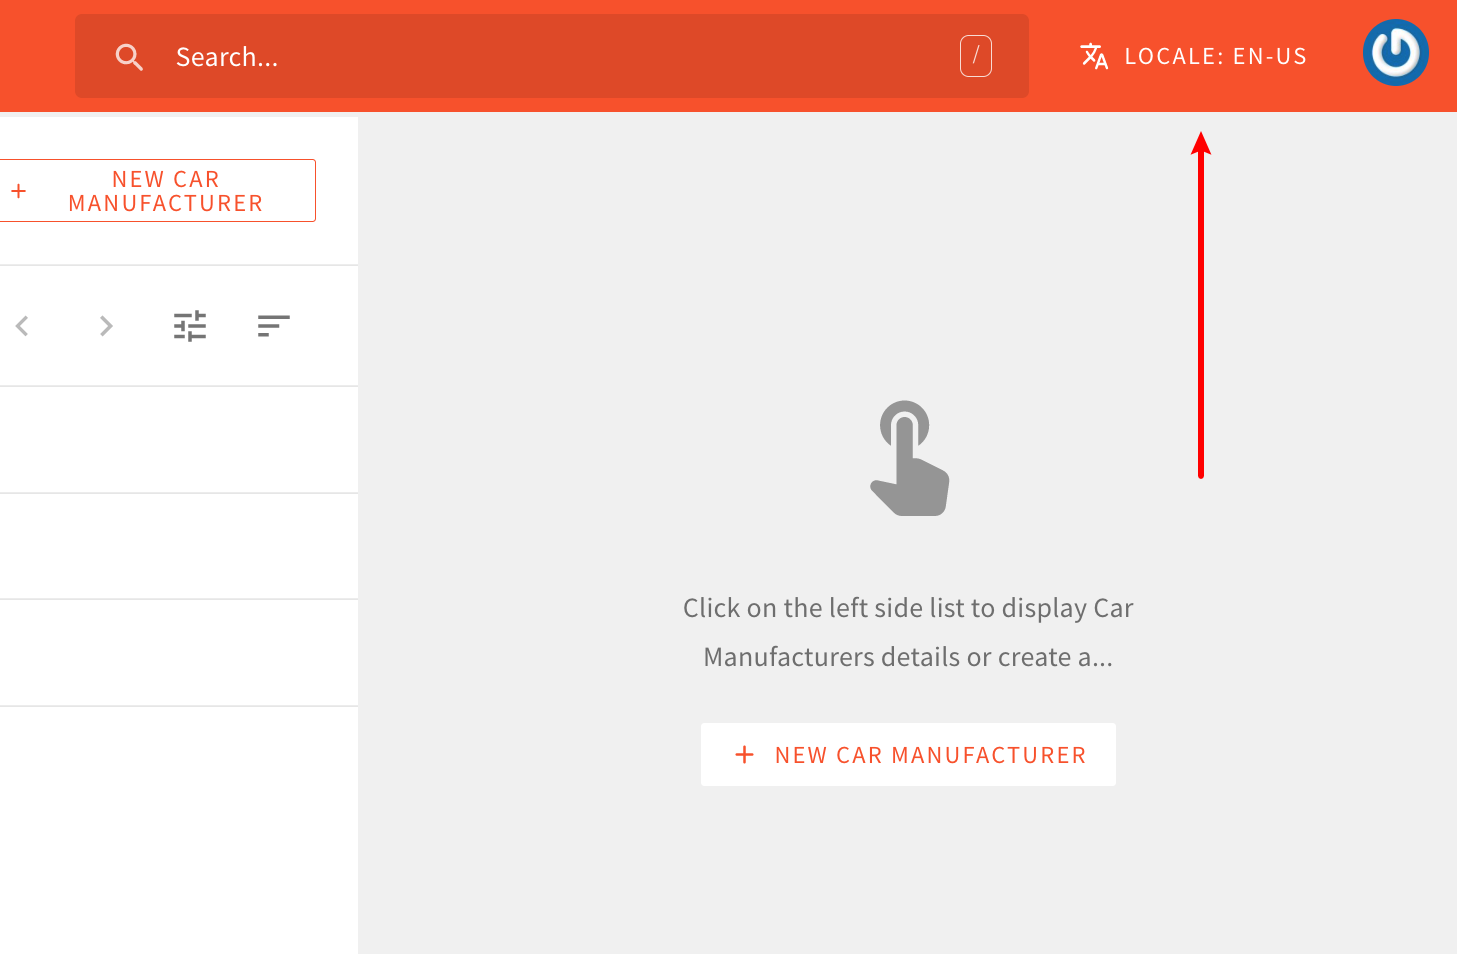 Search...
/
LOCALE: EN-US
+ NEW CAR
MANUFACTURER
Click on the left side list to display Car
Manufacturers details or create a...
+ NEW CAR MANUFACTURER